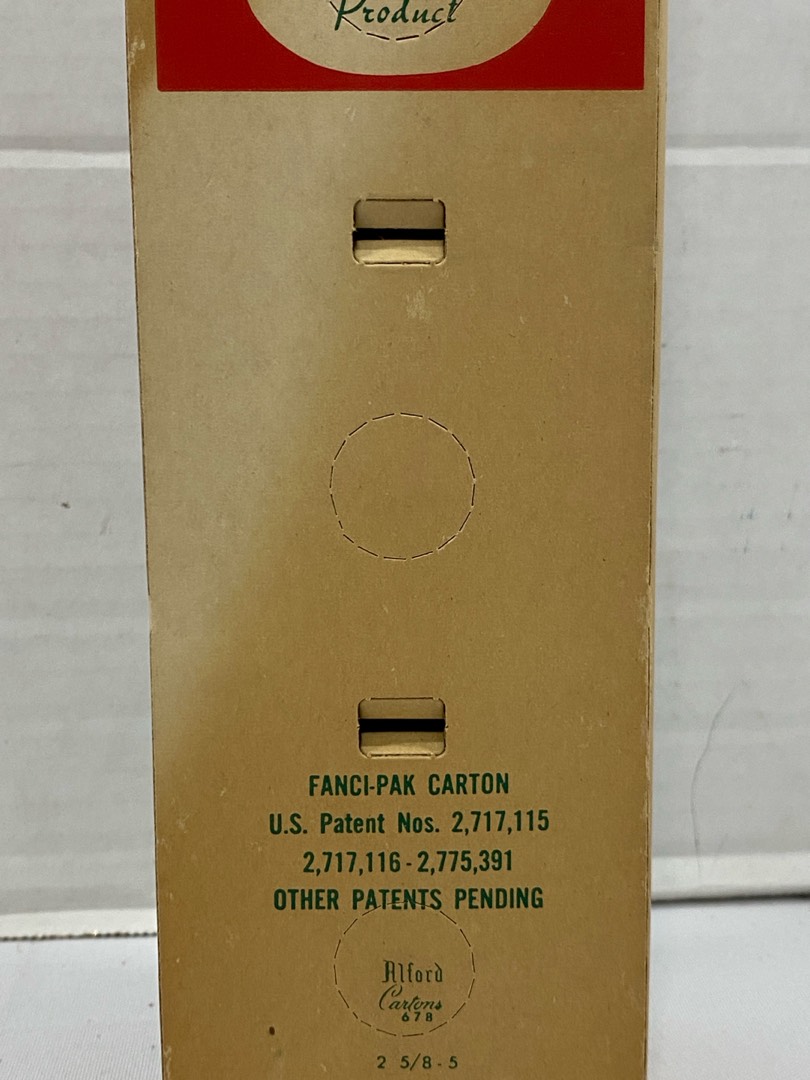 Product
FANCI-PAK CARTON
U.S. Patent Nos. 2,717,115
2,717,116-2,775,391
OTHER PATENTS PENDING
Alford
Cartons
678
2 5/8-5